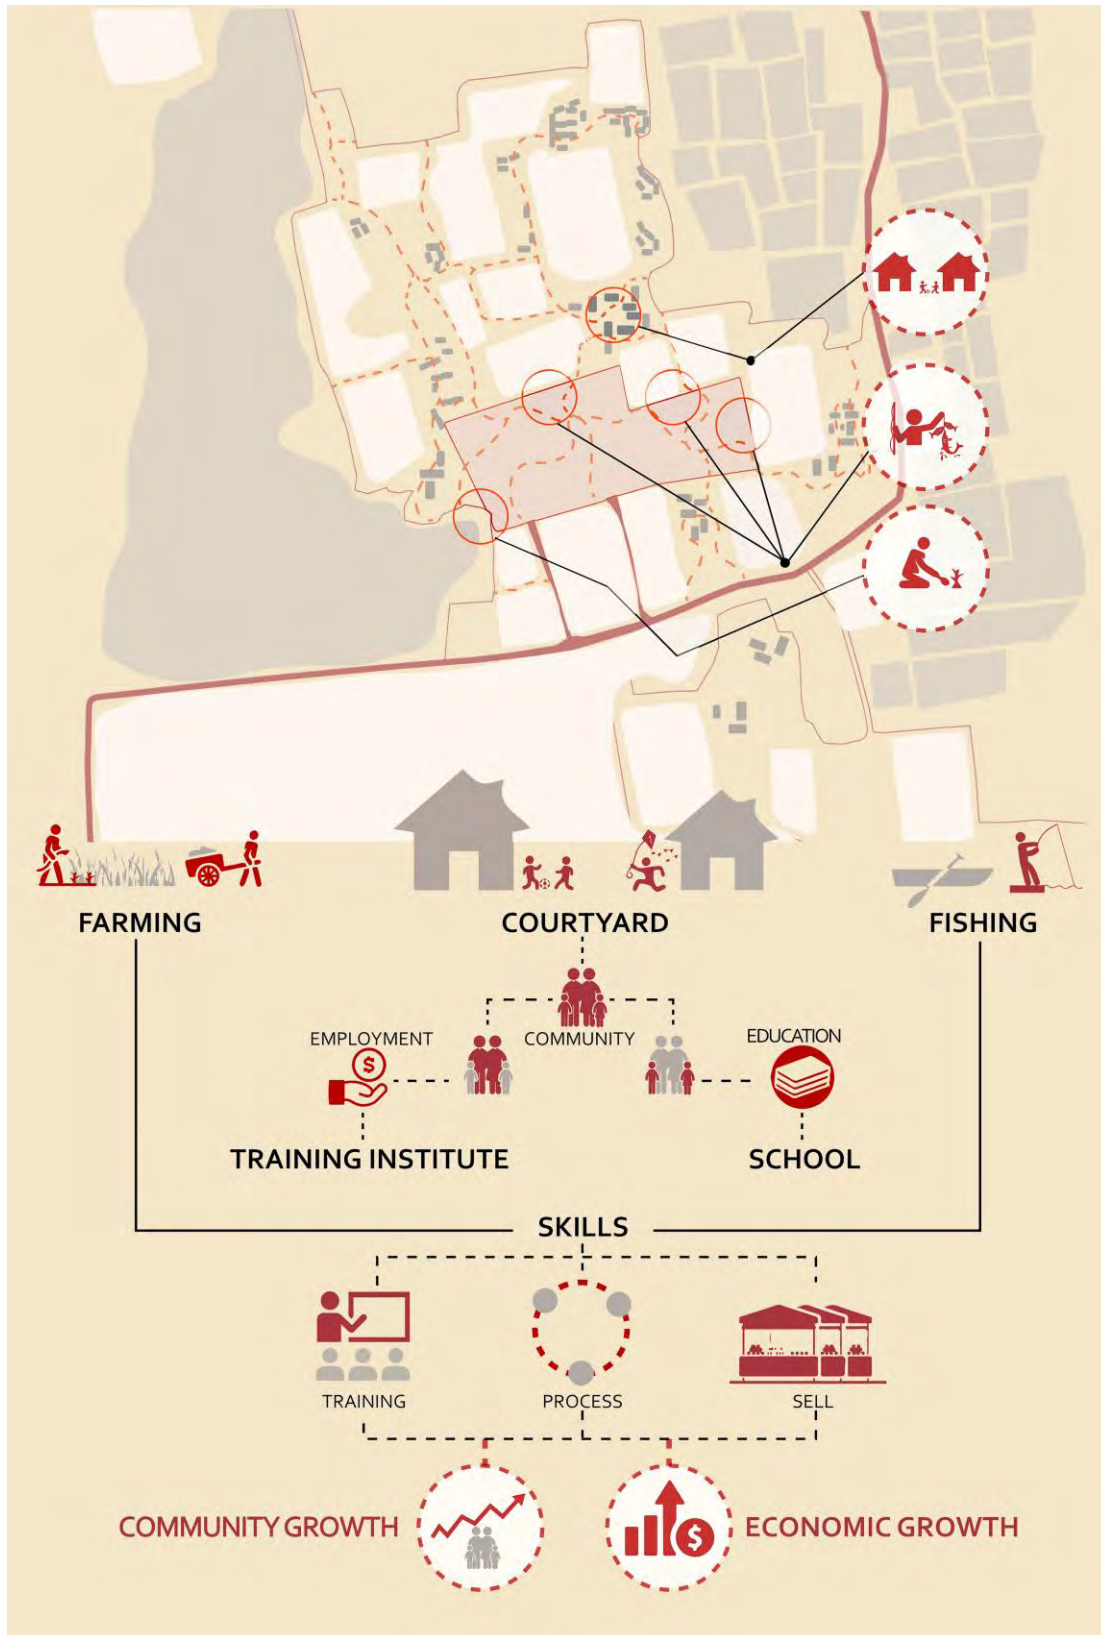 FARMING
COURTYARD
FISHING
EMPLOYMENT
COMMUNITY
EDUCATION
$
TRAINING INSTITUTE
SCHOOL
SKILLS
TRAINING
PROCESS
SELL
COMMUNITY GROWTH
$
ECONOMIC GROWTH